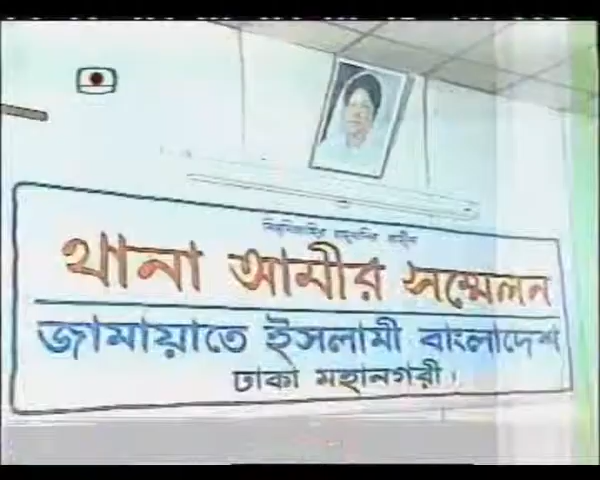 থানা আমীর সম্মেলন
জামায়াতে ইসলামী বাংলাদেশ
ঢাকা মহানগরী।